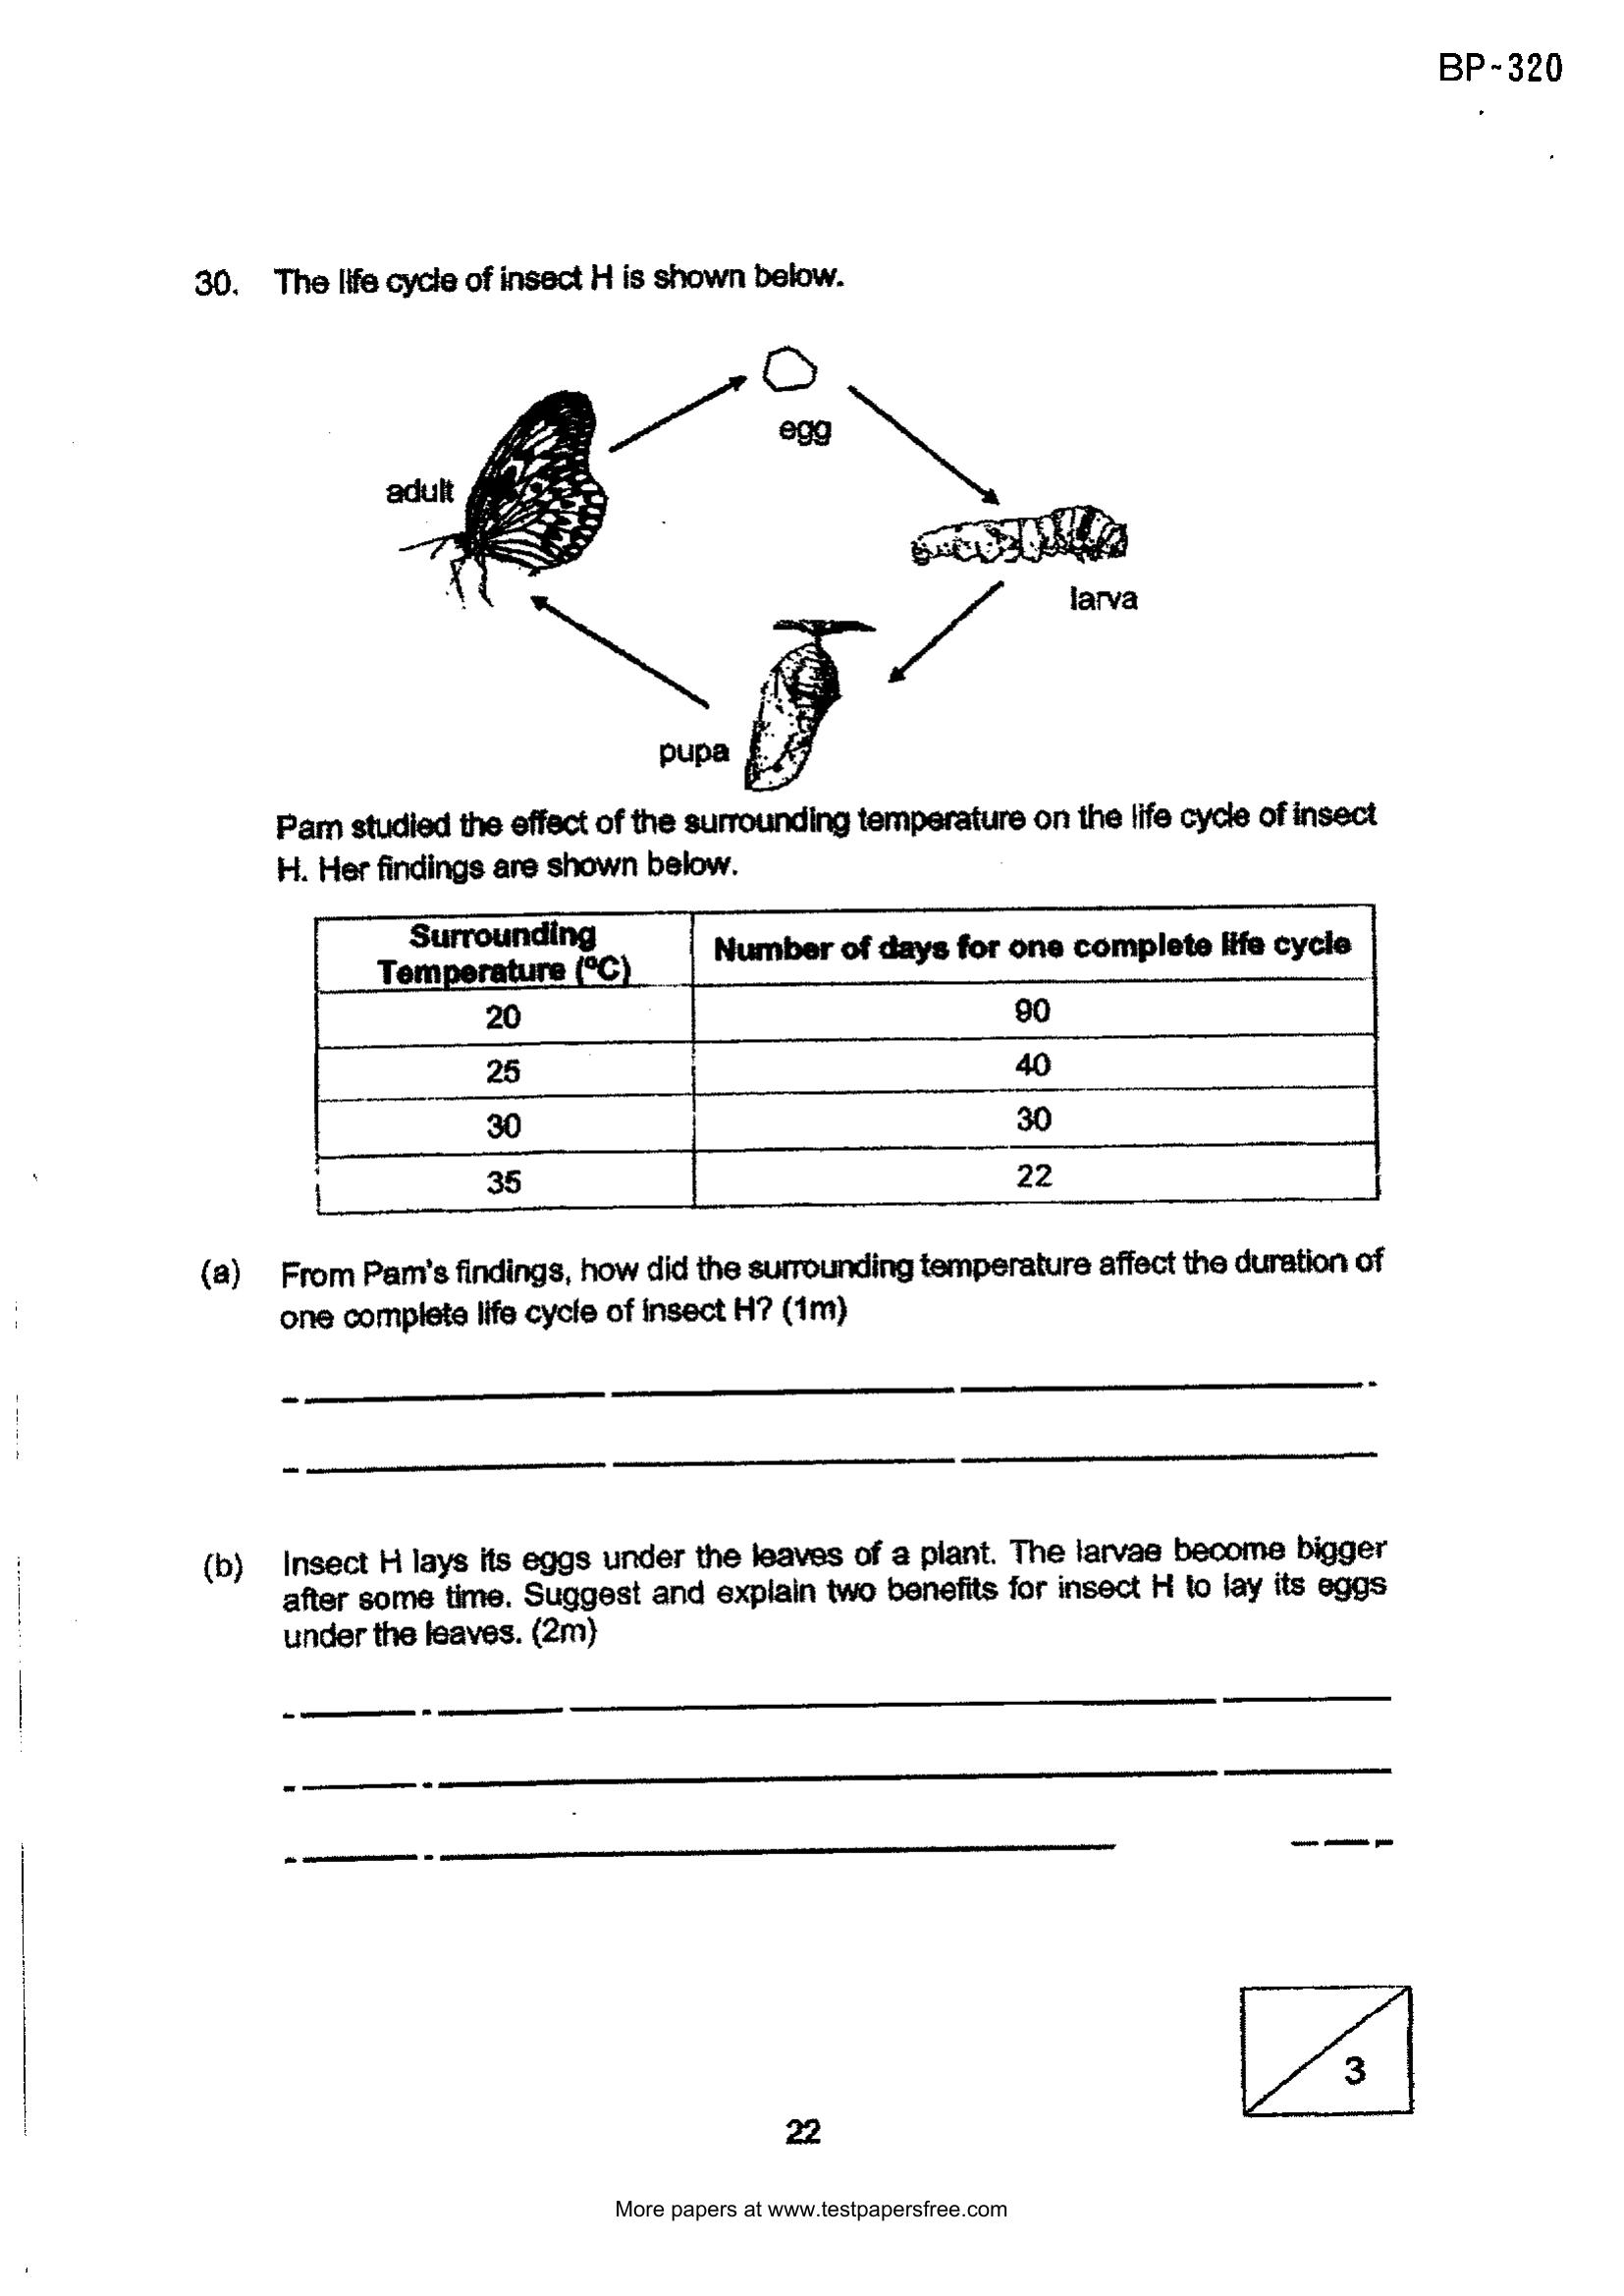 BP-320
30. The life cycle of insect H is shown below.
egg
adult
larva
pupa
Pam studied the effect of the surrounding temperature on the life cycle of insect
H. Her findings are shown below.
Surrounding
Temperature (°C)
Number of days for one complete life cycle
20 90
25 40
30 30
35 22
(a) From Pam's findings, how did the surrounding temperature affect the duration of
one complete life cycle of insect H? (1m)
(b) Insect H lays its eggs under the leaves of a plant. The larvae become bigger
after some time. Suggest and explain two benefits for insect H to lay its eggs
under the leaves. (2m)
3
22
More papers at www.testpapersfree.com